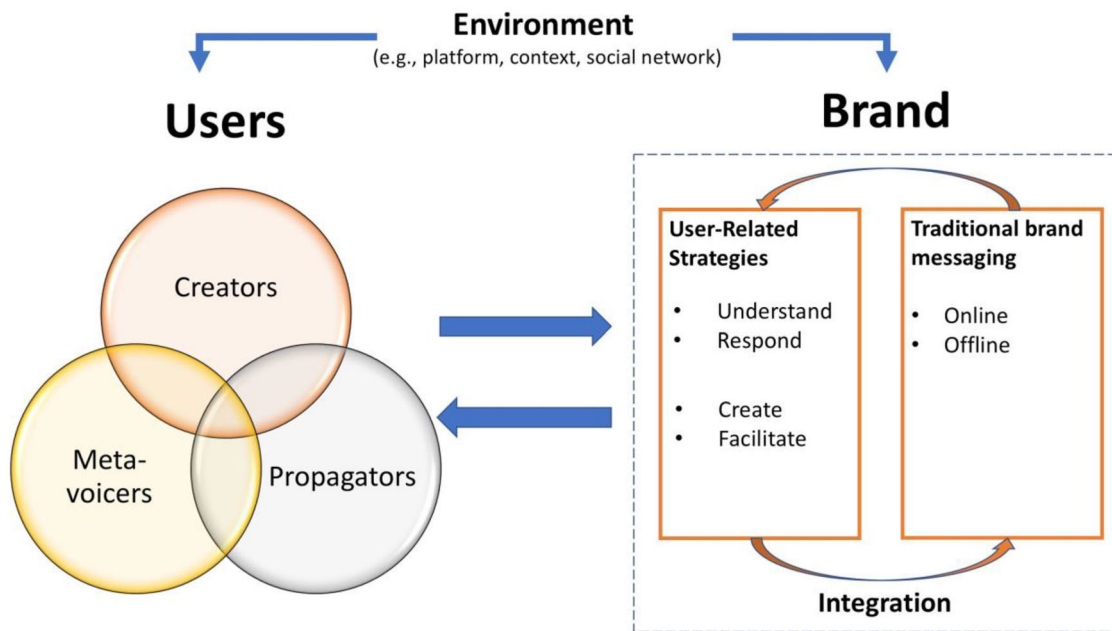 Environment
(e.g., platform, context, social network)
Users
Brand
Creators
Meta-
voicers
Propagators
User-Related
Strategies
• Understand
• Respond
• Create
• Facilitate
Traditional brand
messaging
• Online
• Offline
Integration